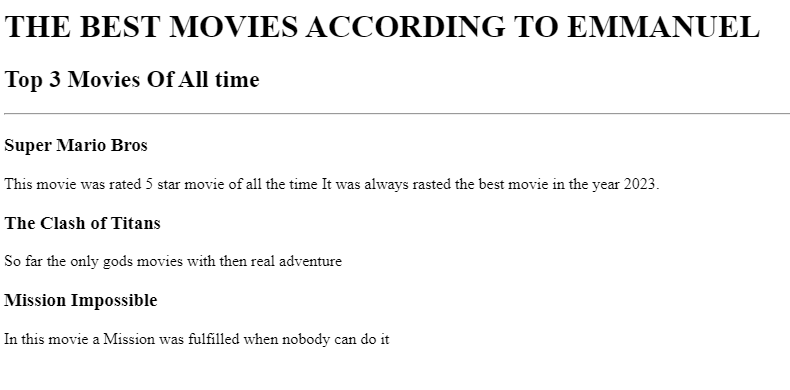 THE BEST MOVIES ACCORDING TO EMMANUEL
Top 3 Movies Of All time
Super Mario Bros
This movie was rated 5 star movie of all the time It was always rasted the best movie in the year 2023.
The Clash of Titans
So far the only gods movies with then real adventure
Mission Impossible
In this movie a Mission was fulfilled when nobody can do it